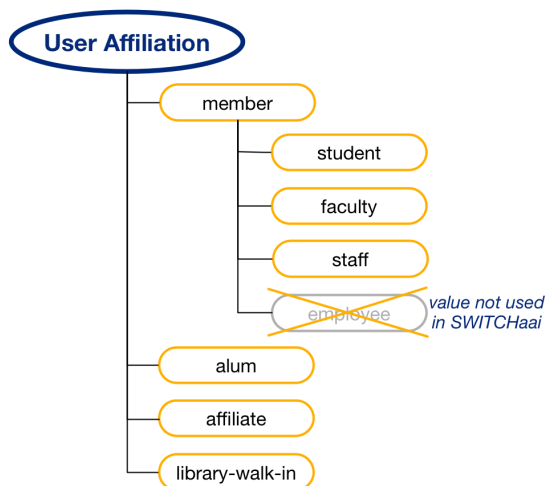 User Affiliation
member
student
faculty
staff
employee
value not used
in SWITCHaai
alum
affiliate
library-walk-in